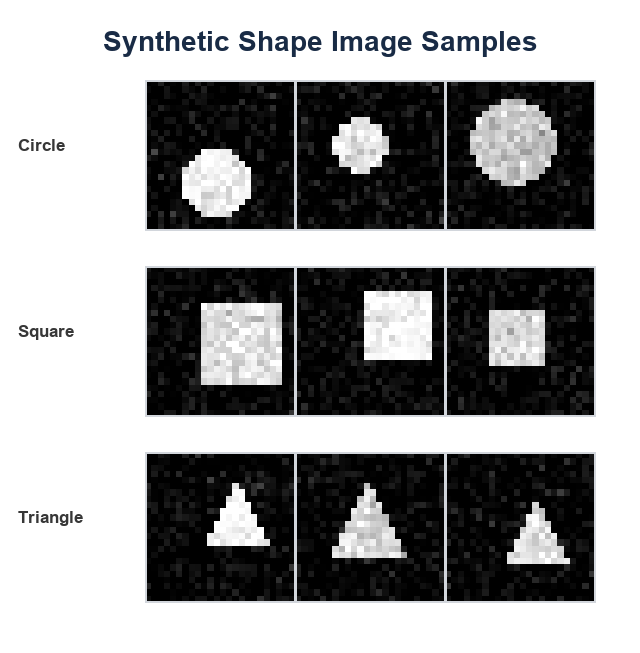 Synthetic Shape Image Samples
Circle
Square
Triangle